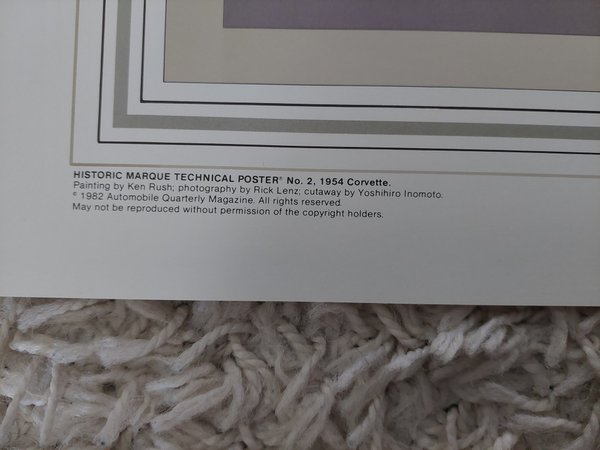 HISTORIC MARQUE TECHNICAL POSTER® No. 2, 1954 Corvette.
Painting by Ken Rush; photography by Rick Lenz; cutaway by Yoshihiro Inomoto.
© 1982 Automobile Quarterly Magazine. All rights reserved.
May not be reproduced without permission of the copyright holders.